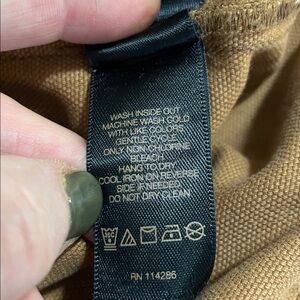 WASH INSIDE OUT
MACHINE WASH COLD
WITH LIKE COLORS
GENTLE CYCLE
ONLY NON-CHLORINE
BLEACH
HANG TO DRY
COOL IRON ON REVERSE
SIDE IF NEEDED
DO NOT DRY CLEAN
RN 114286